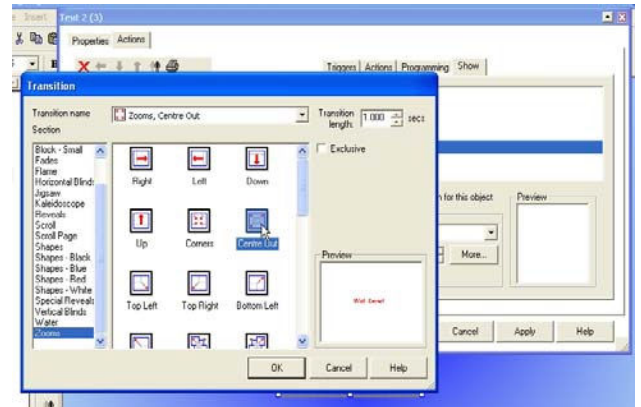 Insert
Text 2 (3)
Properties
Actions
Triggers
Actions
Programming
Show
Transition
Transition name
Zooms, Centre Out
Transition length:
1.000
secs
Section
Exclusive
Block - Small
Fades
Flame
Horizontal Blinds
Jigsaw
Kaleidoscope
Reveals
Scroll
Scroll Page
Shapes
Shapes - Black
Shapes - Blue
Shapes - Red
Shapes - White
Special Reveals
Vertical Blinds
Water
Zooms
Right
Left
Down
Up
Corners
Centre Out
Top Left
Top Right
Bottom Left
Preview
OK
Cancel
Help
n for this object
Preview
More...
Cancel
Apply
Help